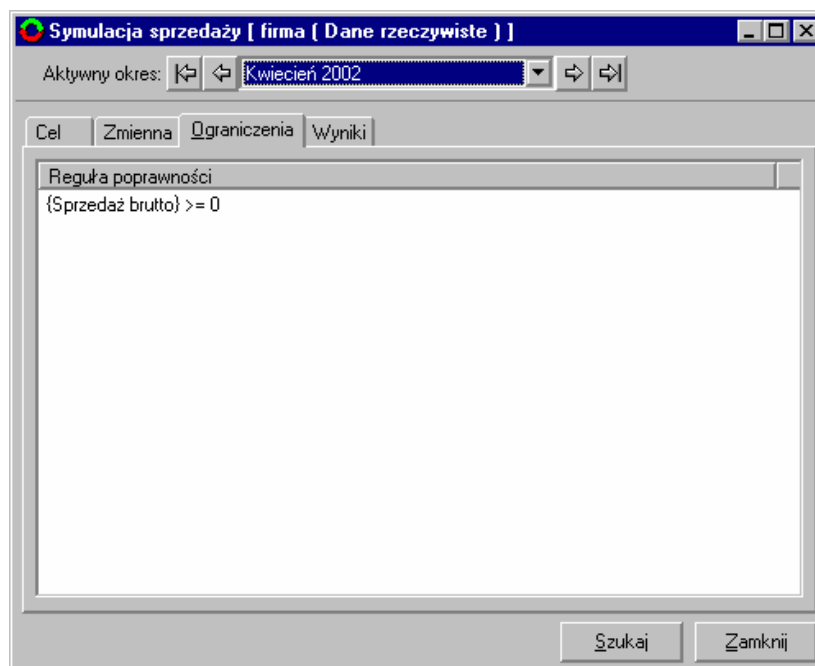 Symulacja sprzedaży [ firma ( Dane rzeczywiste ) ]
Aktywny okres: Kwiecień 2002
Cel Zmienna Ograniczenia Wyniki
Reguła poprawności
{Sprzedaż brutto} >= 0
Szukaj Zamknij